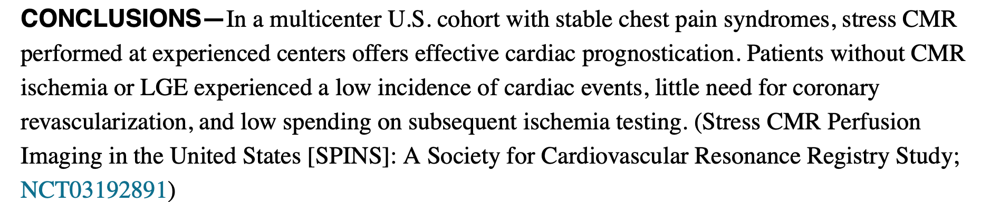 CONCLUSIONS—In a multicenter U.S. cohort with stable chest pain syndromes, stress CMR
performed at experienced centers offers effective cardiac prognostication. Patients without CMR
ischemia or LGE experienced a low incidence of cardiac events, little need for coronary
revascularization, and low spending on subsequent ischemia testing. (Stress CMR Perfusion
Imaging in the United States [SPINS]: A Society for Cardiovascular Resonance Registry Study;
NCT03192891)